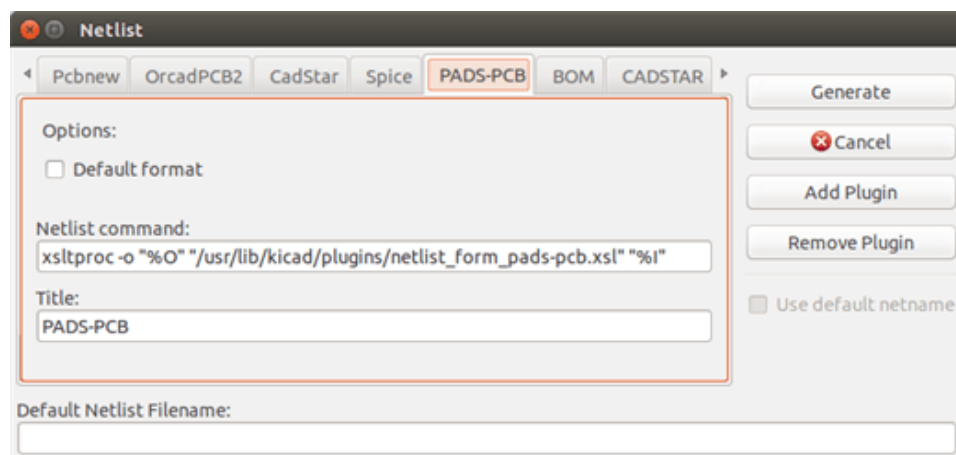 Netlist
Pcbnew OrcadPCB2 CadStar Spice PADS-PCB BOM CADSTAR
Generate
Options:
Cancel
Default format
Add Plugin
Netlist command:
Remove Plugin
xsltproc -o "%O" "/usr/lib/kicad/plugins/netlist_form_pads-pcb.xsl" "%I"
Title:
Use default netname
PADS-PCB
Default Netlist Filename: